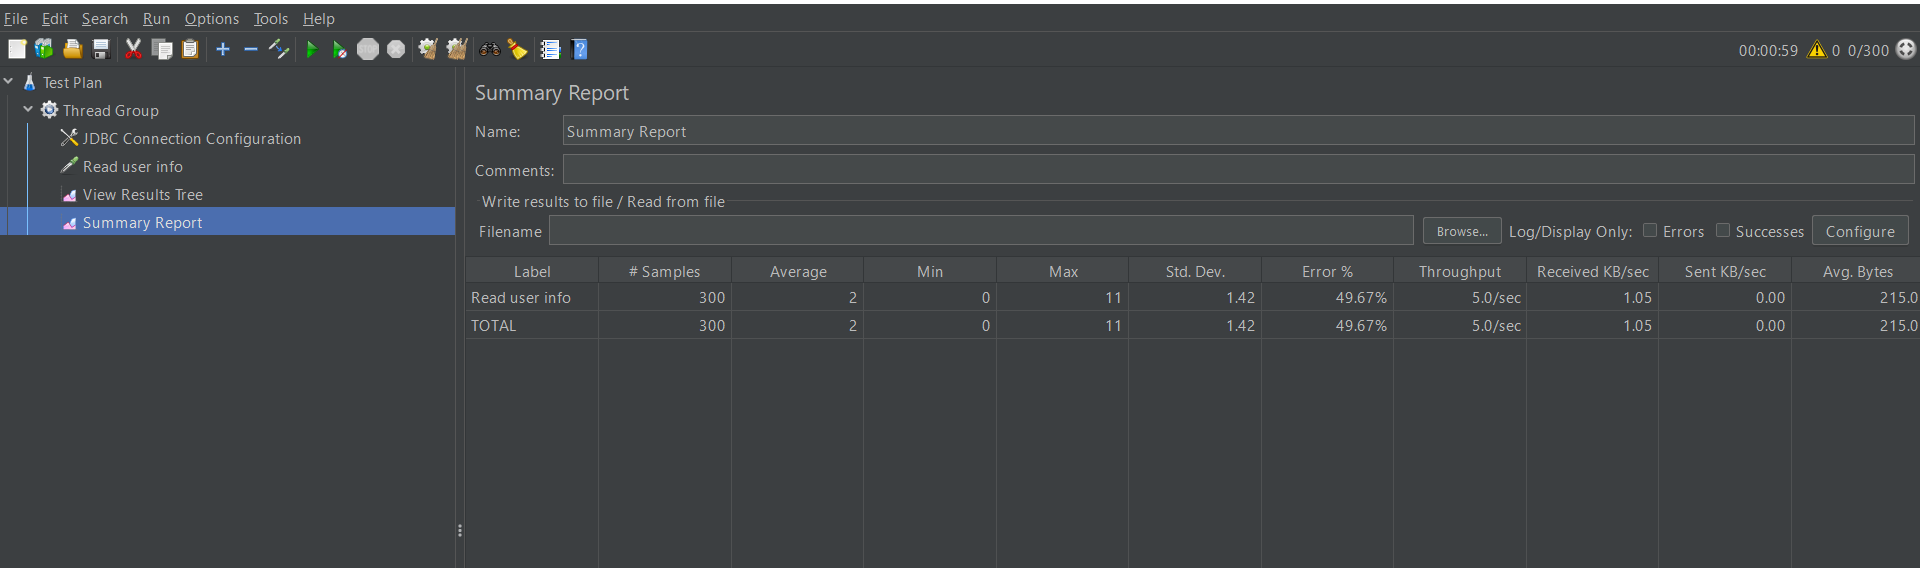 File Edit Search Run Options Tools Help
00:00:59 0 0/300
Test Plan
Thread Group
JDBC Connection Configuration
Read user info
View Results Tree
Summary Report
Summary Report
Name: Summary Report
Comments:
Write results to file / Read from file
Filename Browse... Log/Display Only: Errors Successes Configure
Label # Samples Average Min Max Std. Dev. Error % Throughput Received KB/sec Sent KB/sec Avg. Bytes
Read user info 300 2 0 11 1.42 49.67% 5.0/sec 1.05 0.00 215.0
TOTAL 300 2 0 11 1.42 49.67% 5.0/sec 1.05 0.00 215.0